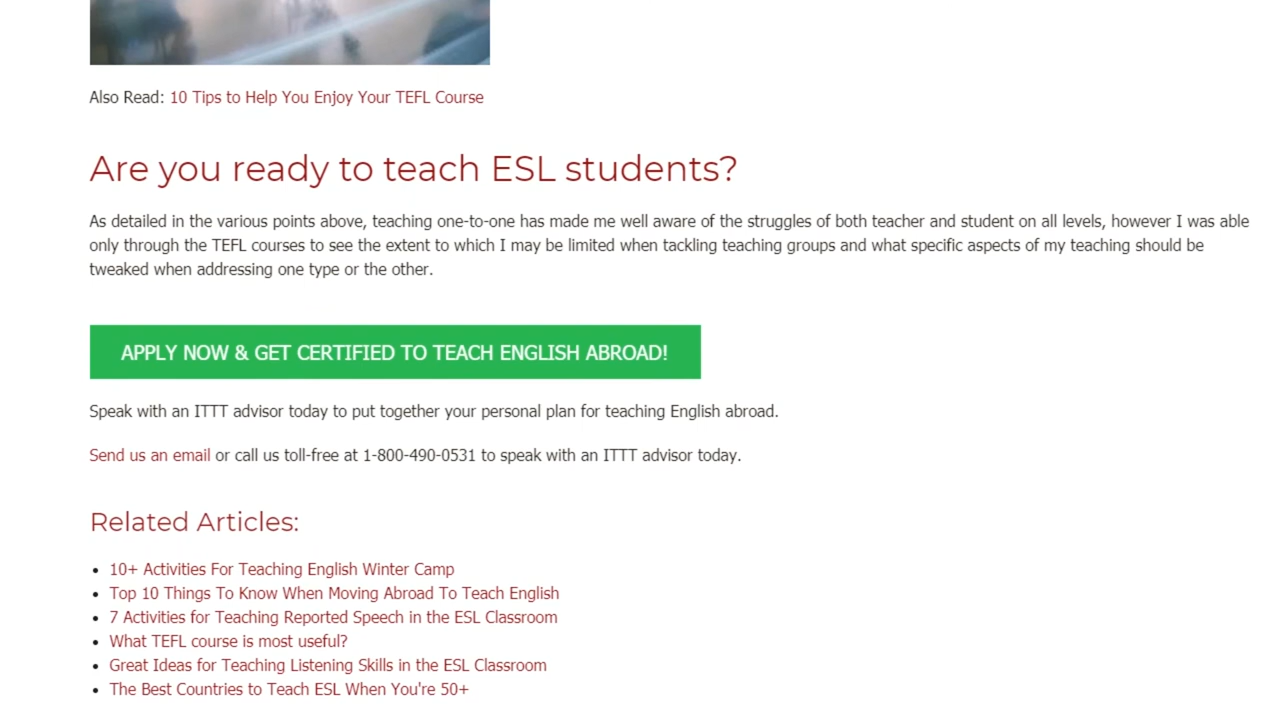 Also Read: 10 Tips to Help You Enjoy Your TEFL Course
Are you ready to teach ESL students?
As detailed in the various points above, teaching one-to-one has made me well aware of the struggles of both teacher and student on all levels, however I was able
only through the TEFL courses to see the extent to which I may be limited when tackling teaching groups and what specific aspects of my teaching should be
tweaked when addressing one type or the other.
APPLY NOW & GET CERTIFIED TO TEACH ENGLISH ABROAD!
Speak with an ITTT advisor today to put together your personal plan for teaching English abroad.
Send us an email or call us toll-free at 1-800-490-0531 to speak with an ITTT advisor today.
Related Articles:
• 10+ Activities For Teaching English Winter Camp
• Top 10 Things To Know When Moving Abroad To Teach English
• 7 Activities for Teaching Reported Speech in the ESL Classroom
• What TEFL course is most useful?
• Great Ideas for Teaching Listening Skills in the ESL Classroom
• The Best Countries to Teach ESL When You're 50+